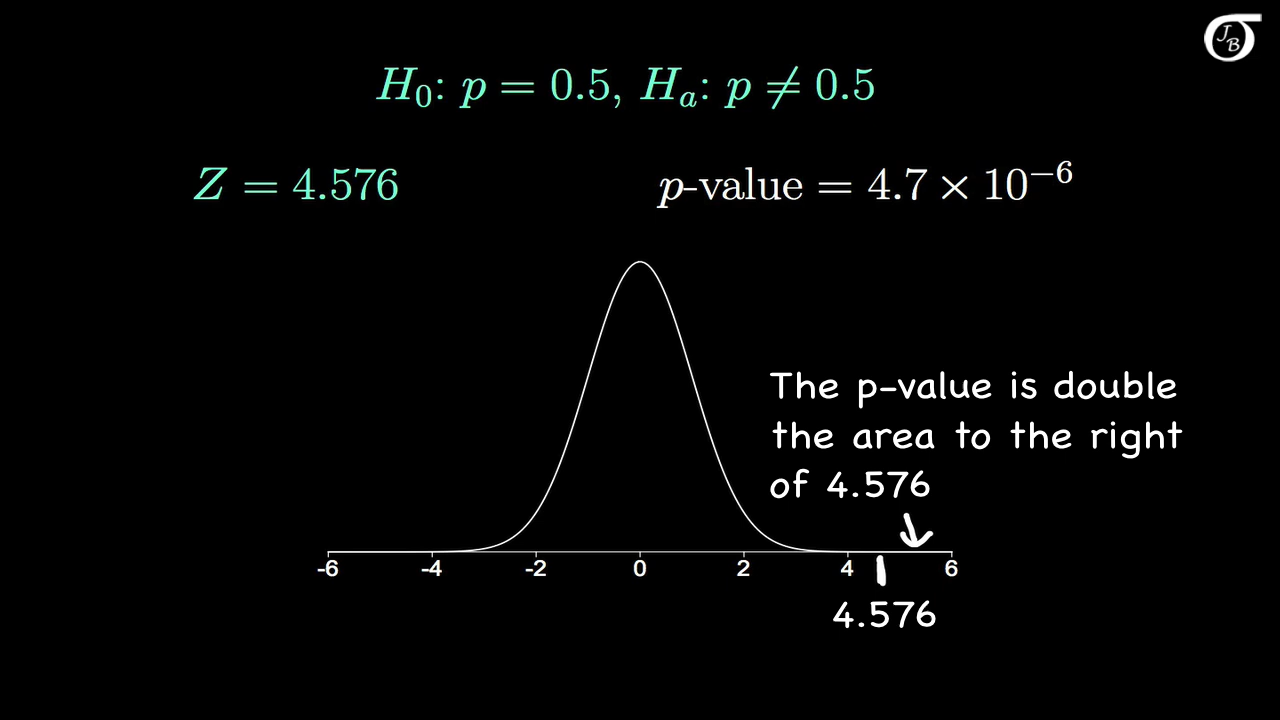 H₀: p = 0.5, Hₐ: p ≠ 0.5
Z = 4.576
p-value = 4.7 × 10⁻⁶
The p-value is double
the area to the right
of 4.576
-6 -4 -2 0 2 4 6
4.576
JB